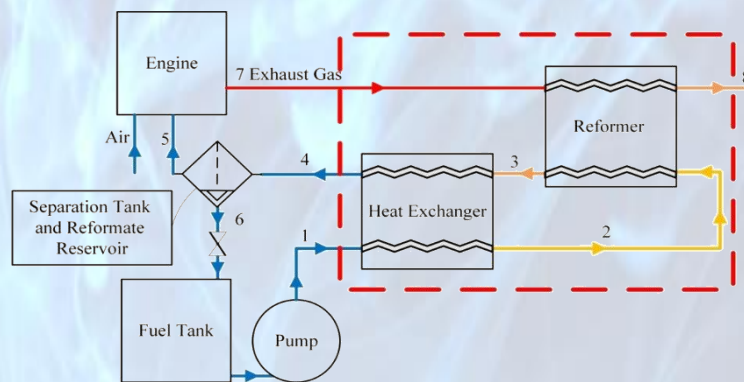 Engine
7 Exhaust Gas
8
Reformer
Air
5
4
3
Separation Tank
and Reformate
Reservoir
Heat Exchanger
6
1
2
Fuel Tank
Pump